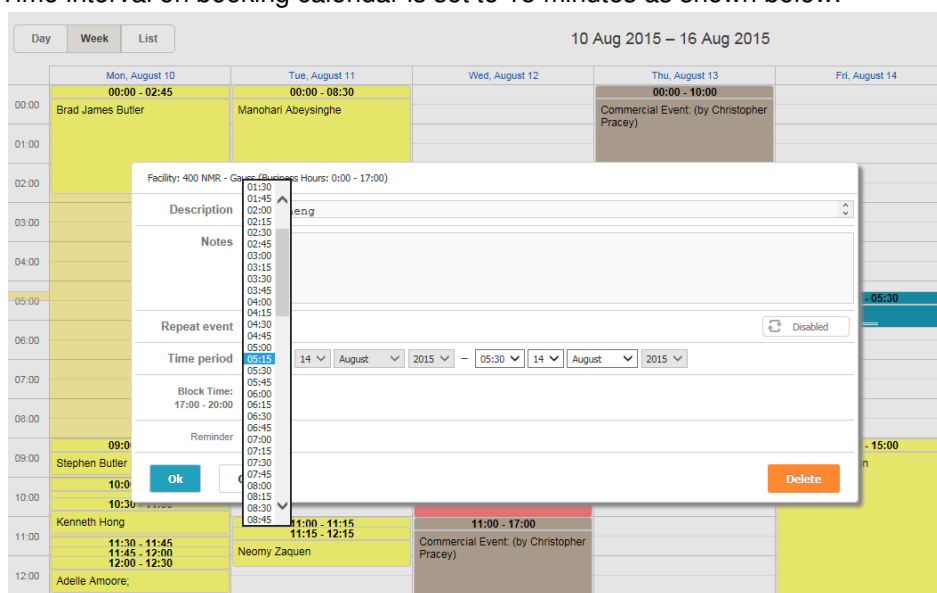 Time interval on booking calendar is set to 15 minutes as shown below.
Day Week List
10 Aug 2015 – 16 Aug 2015
Mon, August 10 Tue, August 11 Wed, August 12 Thu, August 13 Fri, August 14
00:00 - 02:45 00:00 - 08:30 00:00 - 10:00
00:00 Brad James Butler Manohari Abeysinghe Commercial Event: (by Christopher
Pracey)
01:00
02:00
03:00
04:00
05:00
06:00
07:00
08:00
09:00
10:00
11:00
12:00
Facility: 400 NMR - (Business Hours: 0:00 - 17:00)
Description
Notes
Repeat event
Disabled
Time period
14 August 2015 – 05:30 14 August 2015
Block Time:
17:00 - 20:00
Reminder
Ok
Delete
01:30
01:45
02:00
02:15
02:30
02:45
03:00
03:15
03:30
03:45
04:00
04:15
04:30
04:45
05:00
05:15
05:30
05:45
06:00
06:15
06:30
06:45
07:00
07:15
07:30
07:45
08:00
08:15
08:30
08:45
- 05:30
- 15:00
Stephen Butler
10:30
Kenneth Hong
11:30 - 11:45
11:45 - 12:00
12:00 - 12:30
Adelle Amoore;
11:00 - 11:15
11:15 - 12:15
Neomy Zaquen
11:00 - 17:00
Commercial Event: (by Christopher
Pracey)